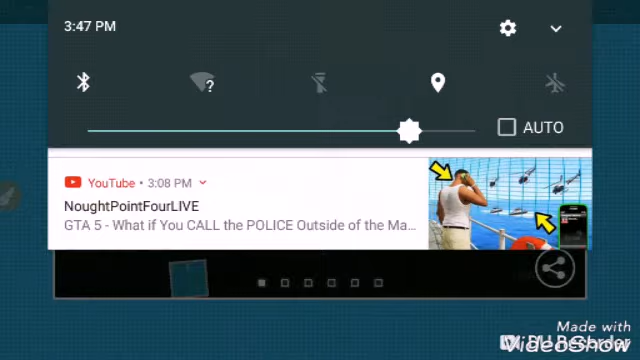 3:47 PM
?
AUTO
YouTube • 3:08 PM
NoughtPointFourLIVE
GTA 5 - What if You CALL the POLICE Outside of the Ma...
Made with
VideoShow